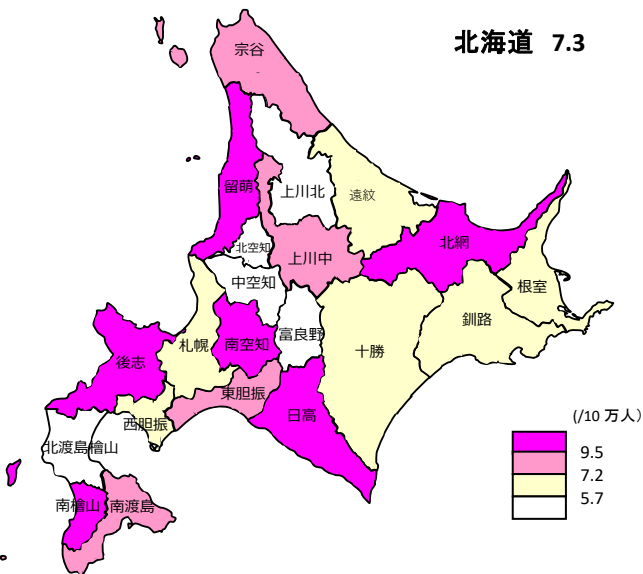 北海道 7.3
宗谷
留萌
上川北
遠紋
北空知
上川中
北網
中空知
根室
富良野
釧路
札幌
南空知
十勝
後志
東胆振
日高
西胆振
北渡島檜山
南檜山
南渡島
(/10 万人)
9.5
7.2
5.7